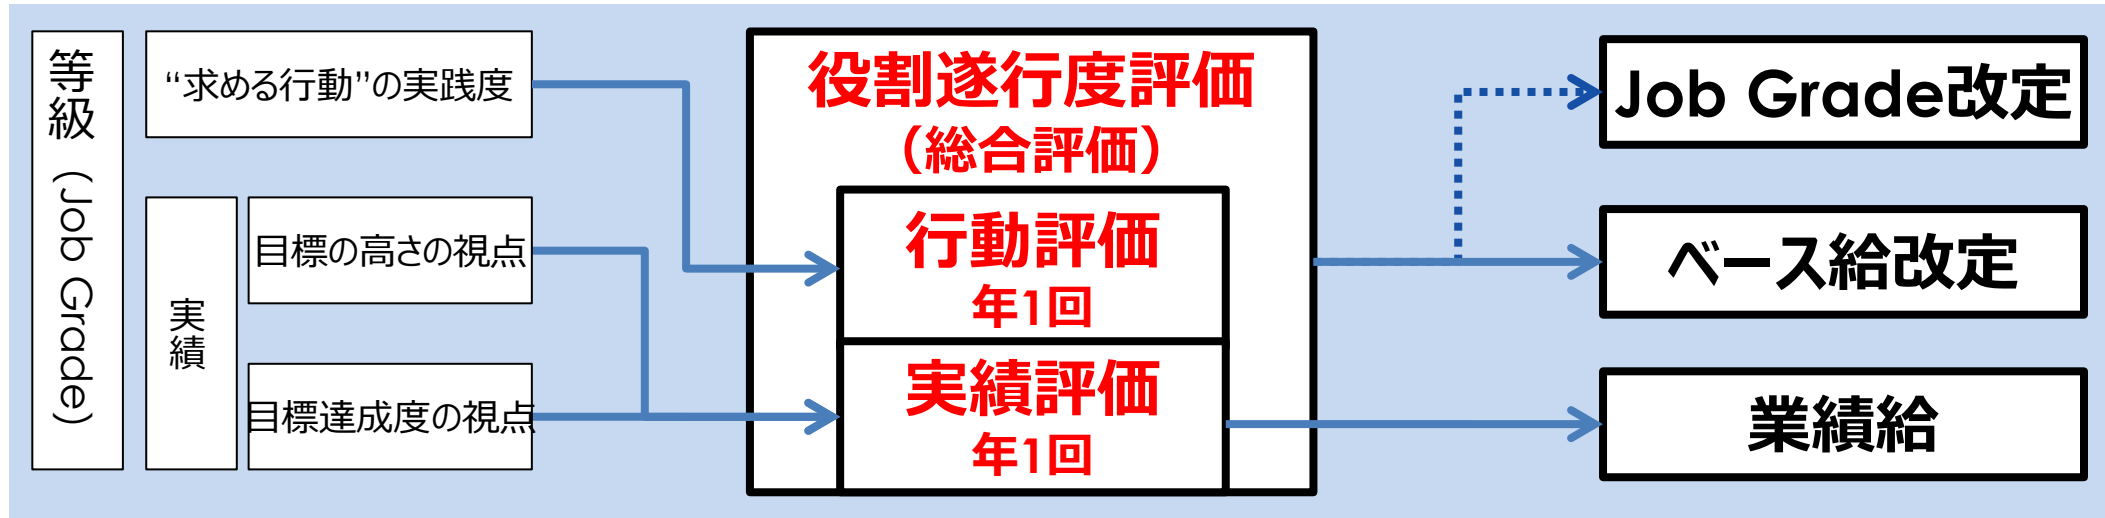 等級（Job Grade）
“求める行動”の実践度
実績
目標の高さの視点
目標達成度の視点
役割遂行度評価
（総合評価）
行動評価
年1回
実績評価
年1回
Job Grade改定
ベース給改定
業績給